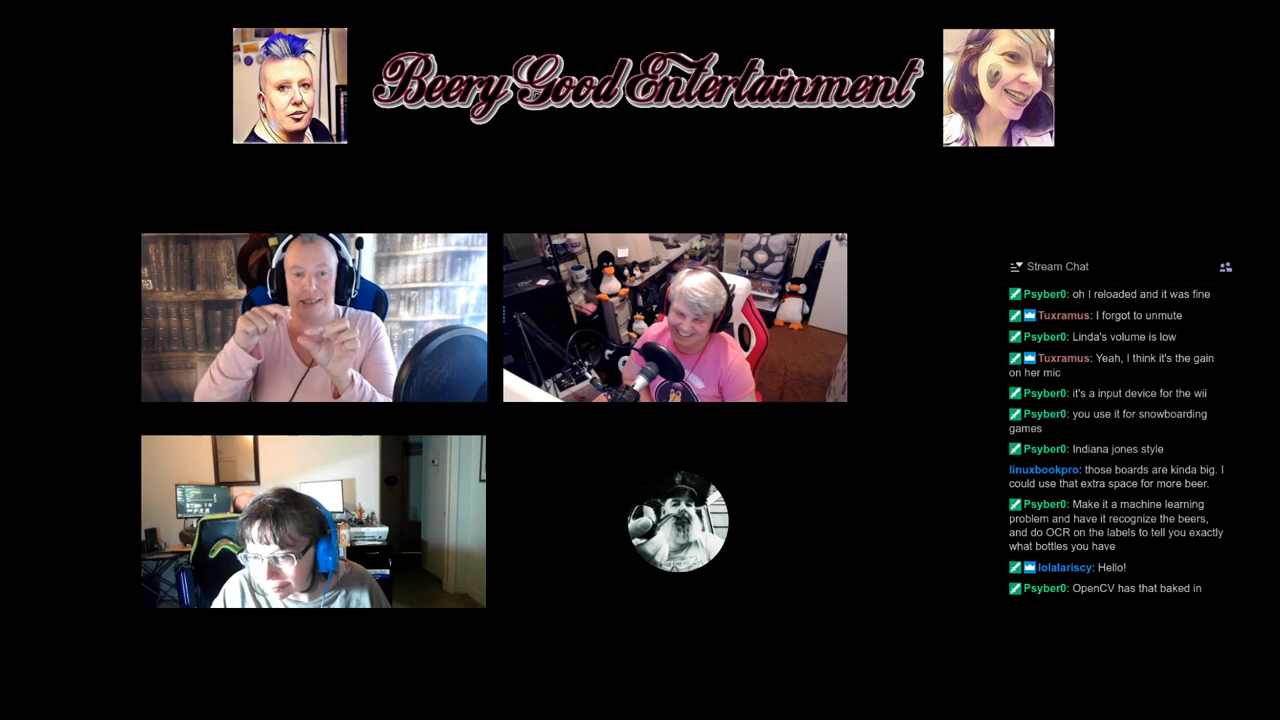 Beery Good Entertainment
Stream Chat
Psyber0: oh I reloaded and it was fine
Tuxramus: I forgot to unmute
Psyber0: Linda's volume is low
Tuxramus: Yeah, I think it's the gain
on her mic
Psyber0: it's a input device for the wii
Psyber0: you use it for snowboarding
games
Psyber0: Indiana jones style
linuxbookpro: those boards are kinda big. I
could use that extra space for more beer.
Psyber0: Make it a machine learning
problem and have it recognize the beers,
and do OCR on the labels to tell you exactly
what bottles you have
lolalariscy: Hello!
Psyber0: OpenCV has that baked in